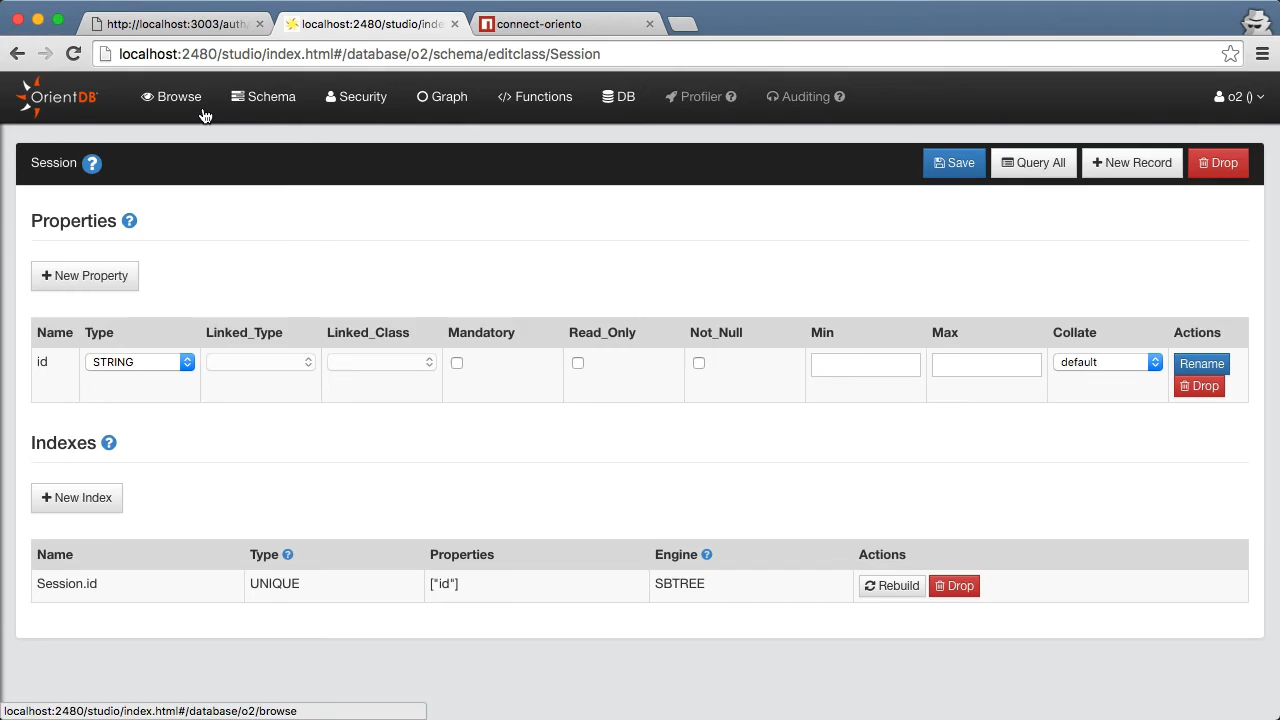 http://localhost:3003/auth/
localhost:2480/studio/inde
connect-oriento
localhost:2480/studio/index.html#/database/o2/schema/editclass/Session
OrientDB Browse Schema Security Graph Functions DB Profiler Auditing o2 ()
Session Save Query All New Record Drop
Properties
New Property
Name Type Linked_Type Linked_Class Mandatory Read_Only Not_Null Min Max Collate Actions
id STRING default Rename
Drop
Indexes
New Index
Name Type Properties Engine Actions
Session.id UNIQUE ["id"] SBTREE Rebuild Drop
localhost:2480/studio/index.html#/database/o2/browse